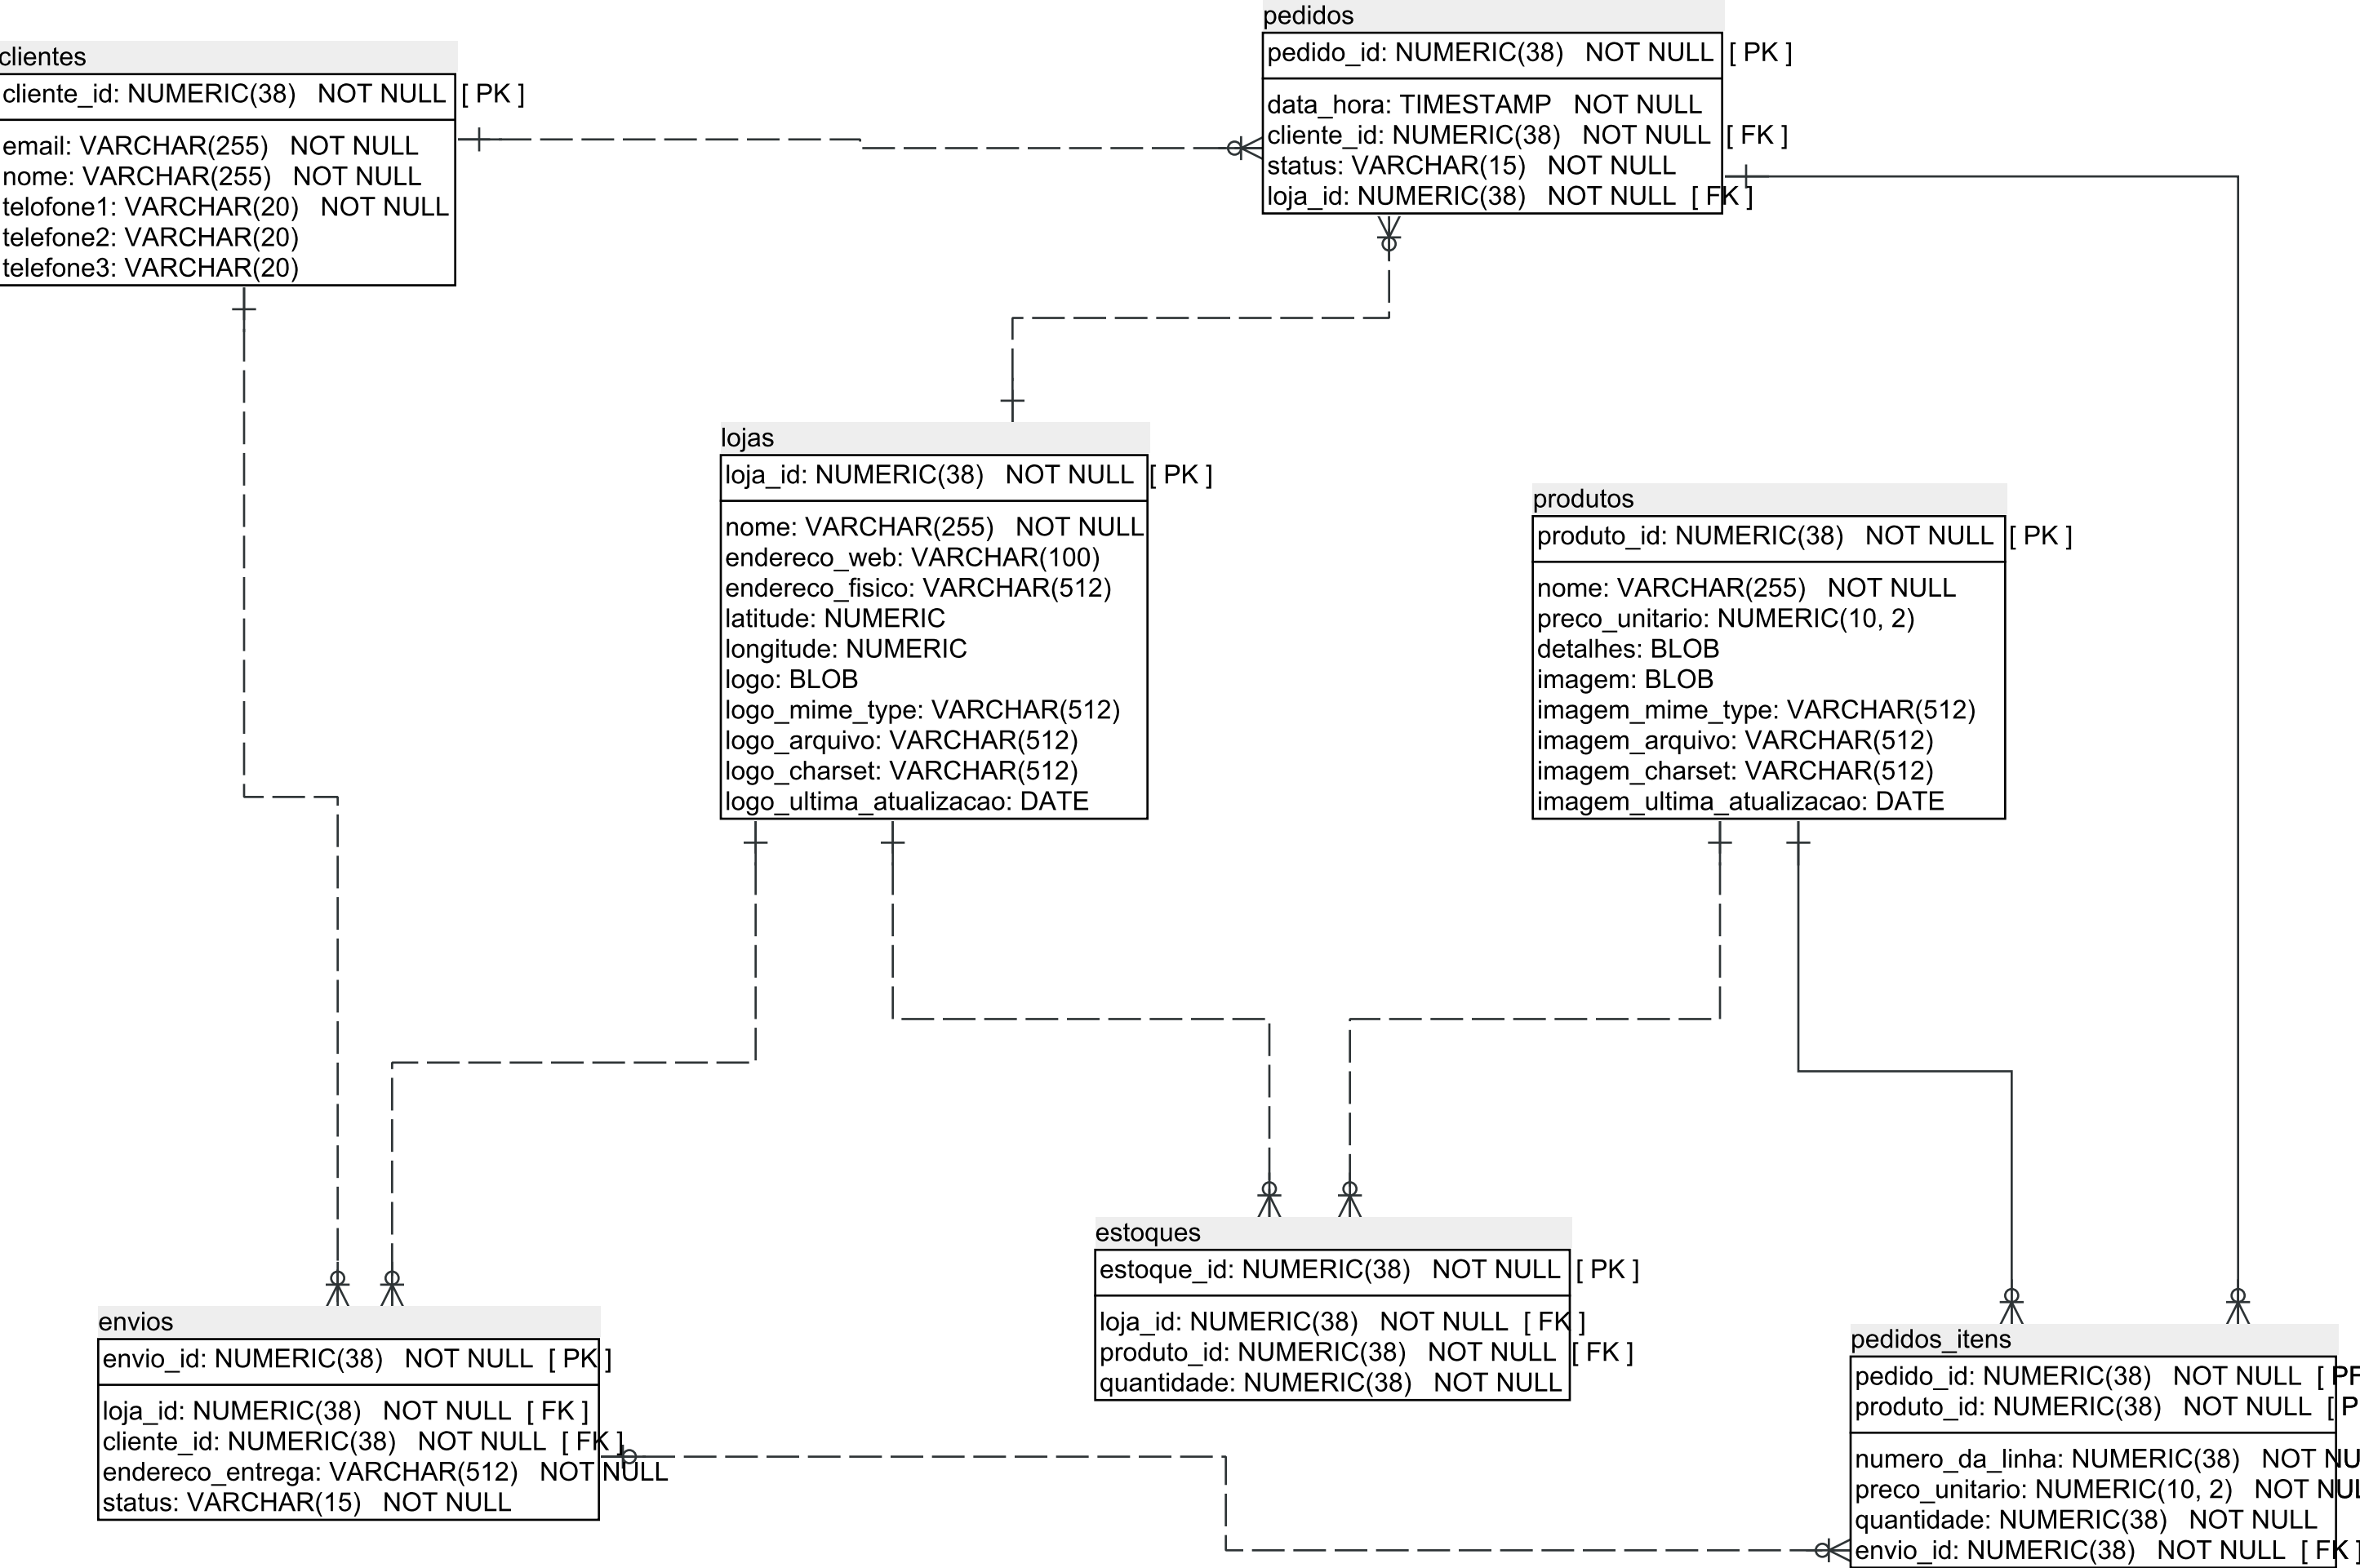 clientes
cliente_id: NUMERIC(38) NOT NULL [ PK ]
email: VARCHAR(255) NOT NULL
nome: VARCHAR(255) NOT NULL
telofone1: VARCHAR(20) NOT NULL
telefone2: VARCHAR(20)
telefone3: VARCHAR(20)
pedidos
pedido_id: NUMERIC(38) NOT NULL [ PK ]
data_hora: TIMESTAMP NOT NULL
cliente_id: NUMERIC(38) NOT NULL [ FK ]
status: VARCHAR(15) NOT NULL
loja_id: NUMERIC(38) NOT NULL [ FK ]
lojas
loja_id: NUMERIC(38) NOT NULL [ PK ]
nome: VARCHAR(255) NOT NULL
endereco_web: VARCHAR(100)
endereco_fisico: VARCHAR(512)
latitude: NUMERIC
longitude: NUMERIC
logo: BLOB
logo_mime_type: VARCHAR(512)
logo_arquivo: VARCHAR(512)
logo_charset: VARCHAR(512)
logo_ultima_atualizacao: DATE
produtos
produto_id: NUMERIC(38) NOT NULL [ PK ]
nome: VARCHAR(255) NOT NULL
preco_unitario: NUMERIC(10, 2)
detalhes: BLOB
imagem: BLOB
imagem_mime_type: VARCHAR(512)
imagem_arquivo: VARCHAR(512)
imagem_charset: VARCHAR(512)
imagem_ultima_atualizacao: DATE
envios
envio_id: NUMERIC(38) NOT NULL [ PK ]
loja_id: NUMERIC(38) NOT NULL [ FK ]
cliente_id: NUMERIC(38) NOT NULL [ FK ]
endereco_entrega: VARCHAR(512) NOT NULL
status: VARCHAR(15) NOT NULL
estoques
estoque_id: NUMERIC(38) NOT NULL [ PK ]
loja_id: NUMERIC(38) NOT NULL [ FK ]
produto_id: NUMERIC(38) NOT NULL [ FK ]
quantidade: NUMERIC(38) NOT NULL
pedidos_itens
pedido_id: NUMERIC(38) NOT NULL [
produto_id: NUMERIC(38) NOT NULL [
numero_da_linha: NUMERIC(38) NOT
preco_unitario: NUMERIC(10, 2) NOT
quantidade: NUMERIC(38) NOT NULL
envio_id: NUMERIC(38) NOT NULL [ FK ]